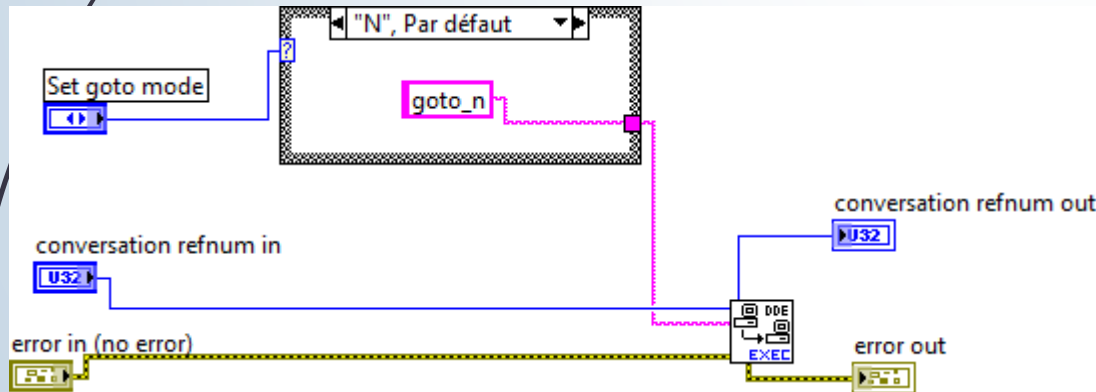 "N", Par défaut
?
Set goto mode
goto_n
conversation refnum out
U32
conversation refnum in
U32
DDE
EXEC
error in (no error)
error out